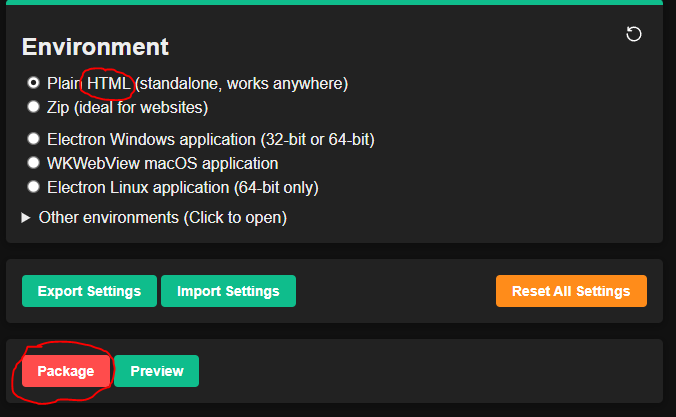 Environment
Plain HTML (standalone, works anywhere)
Zip (ideal for websites)
Electron Windows application (32-bit or 64-bit)
WKWebView macOS application
Electron Linux application (64-bit only)
Other environments (Click to open)
Export Settings Import Settings Reset All Settings
Package Preview